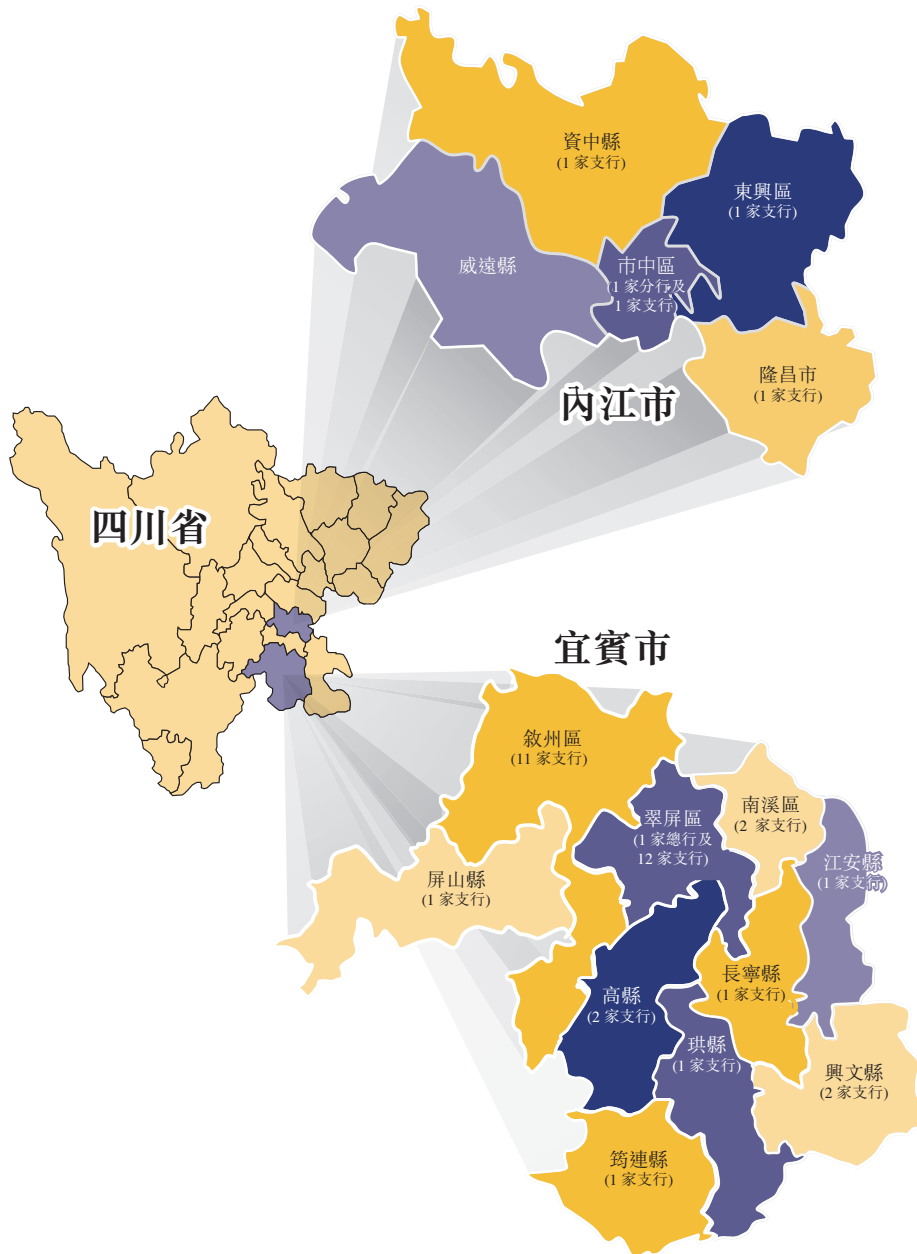 資中縣
(1 家支行)
東興區
(1 家支行)
威遠縣
市中區
(1 家分行及
1 家支行)
隆昌市
(1 家支行)
內江市
四川省
宜賓市
敘州區
(11 家支行)
南溪區
(2 家支行)
翠屏區
(1 家總行及
12 家支行)
江安縣
(1 家支行)
屏山縣
(1 家支行)
長寧縣
(1 家支行)
高縣
(2 家支行)
珙縣
(1 家支行)
興文縣
(2 家支行)
筠連縣
(1 家支行)